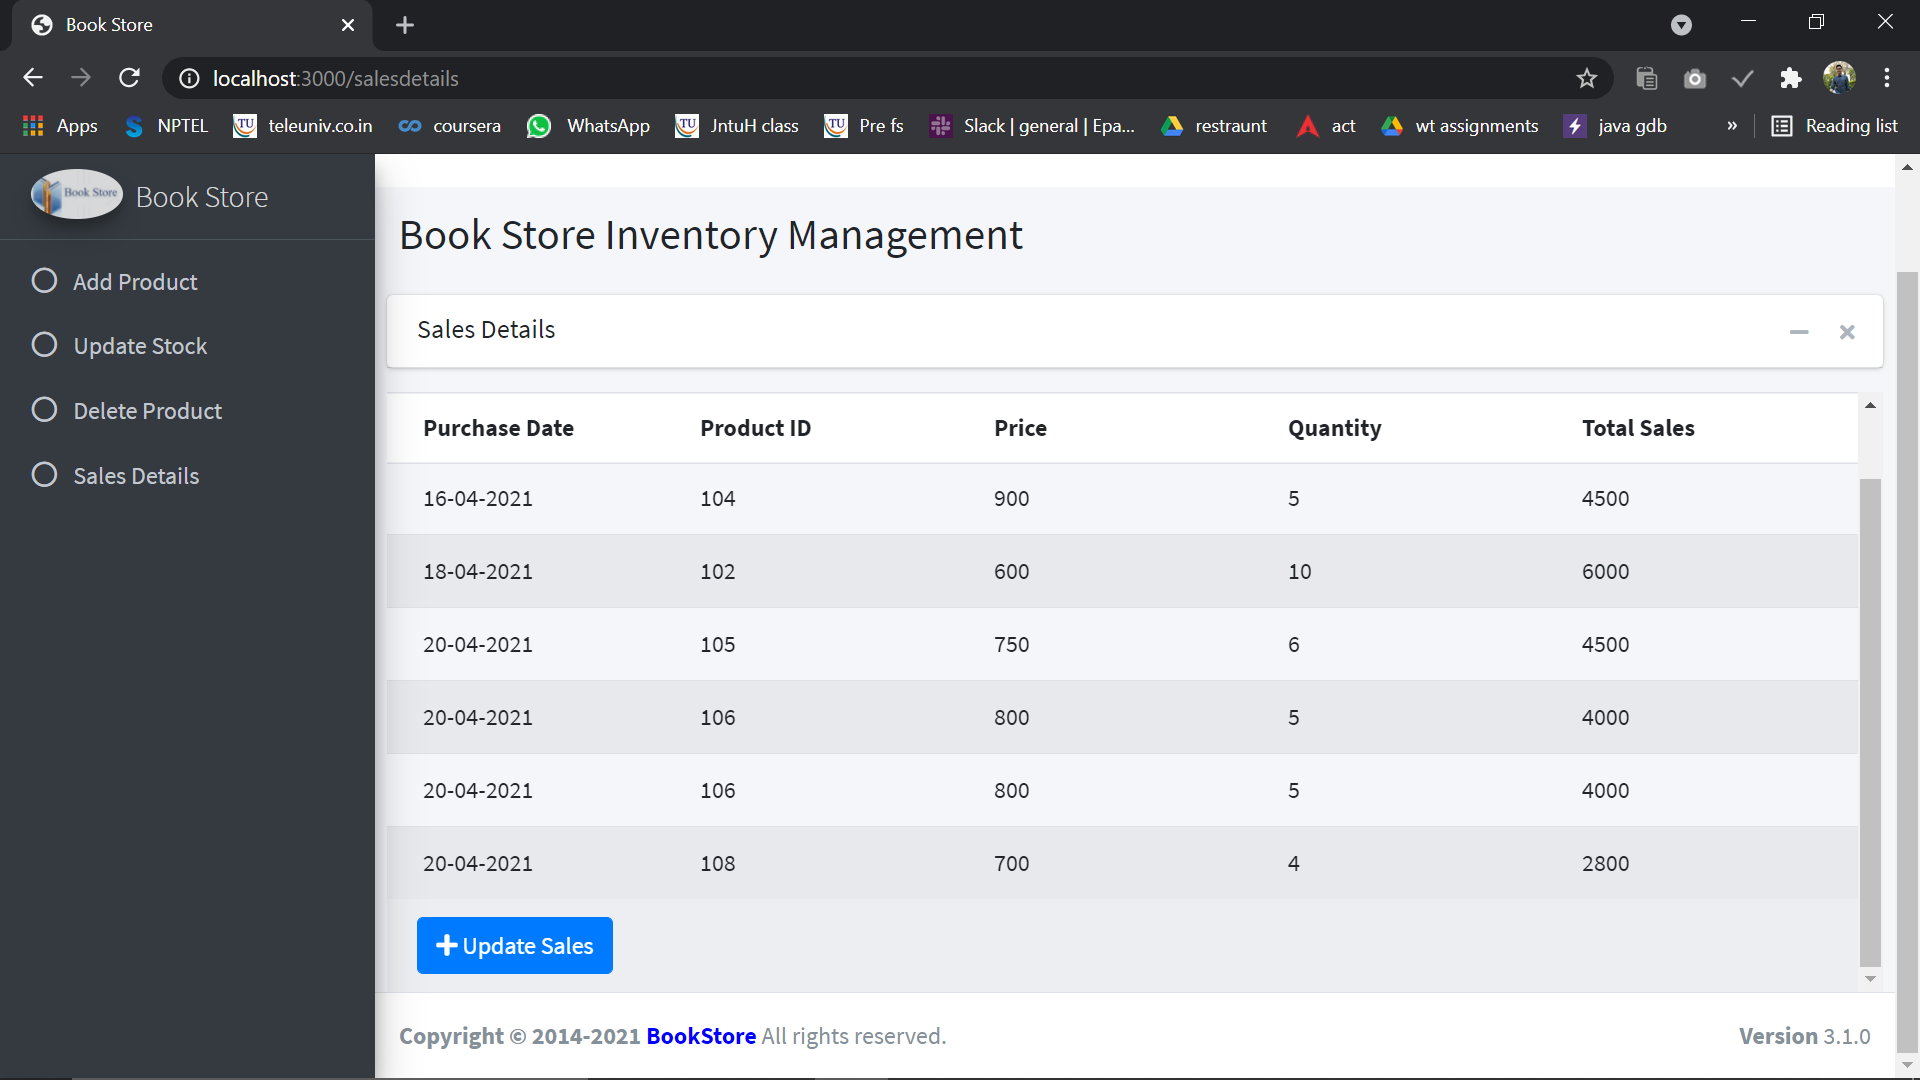 Book Store
localhost:3000/salesdetails
Apps NPTEL TU teleuniv.co.in coursera WhatsApp TU JntuH class TU Pre fs Slack | general | Epa... restraunt act wt assignments java gdb » Reading list
Book Store Book Store
Add Product
Update Stock
Delete Product
Sales Details
Book Store Inventory Management
Sales Details
Purchase Date Product ID Price Quantity Total Sales
16-04-2021 104 900 5 4500
18-04-2021 102 600 10 6000
20-04-2021 105 750 6 4500
20-04-2021 106 800 5 4000
20-04-2021 106 800 5 4000
20-04-2021 108 700 4 2800
Update Sales
Copyright © 2014-2021 BookStore All rights reserved. Version 3.1.0